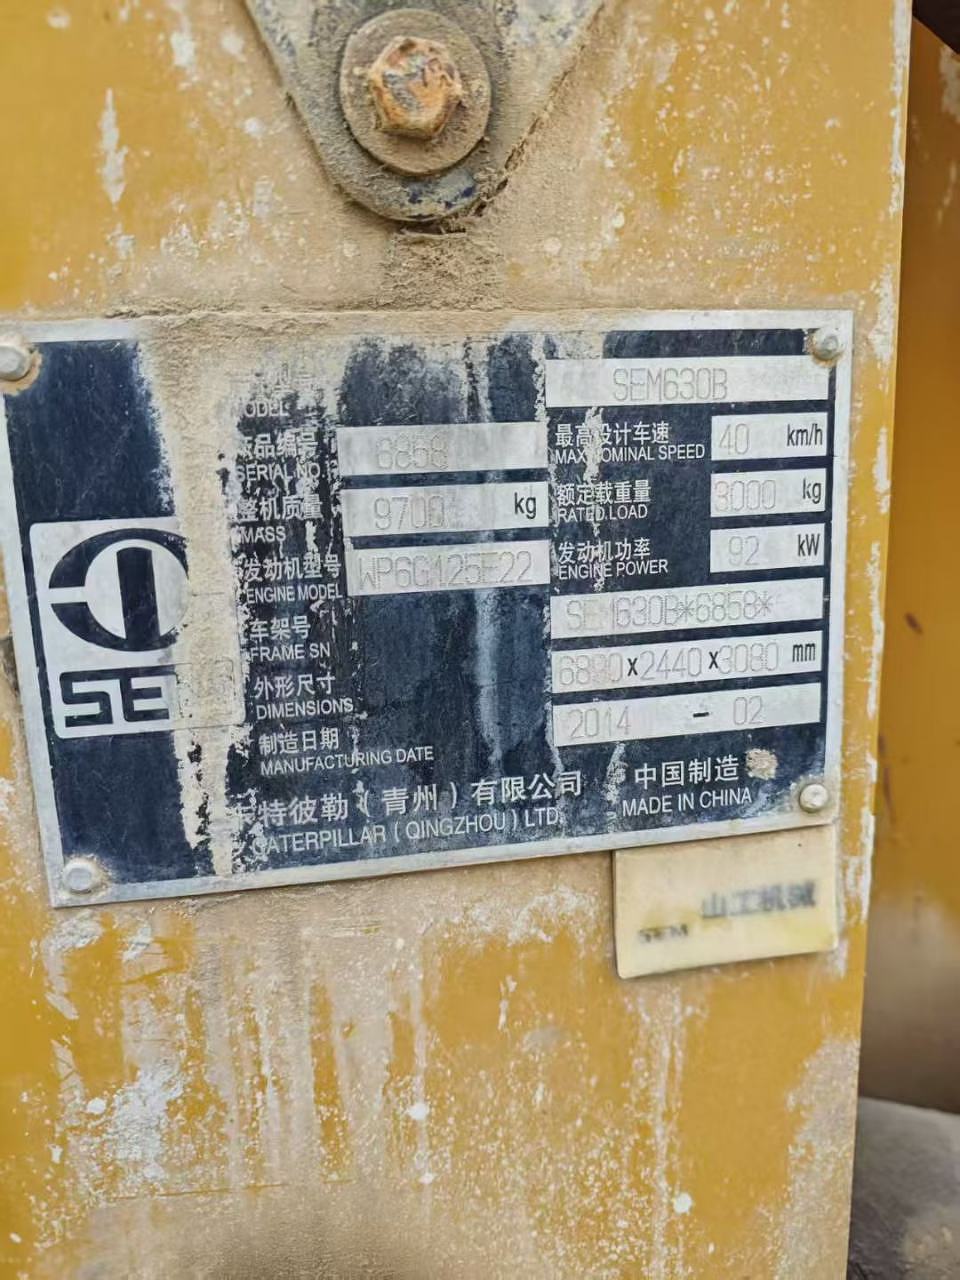 SEM630B
ODEL
品编号 6858 最高设计车速 40 km/h
SERIAL NO. MAX NOMINAL SPEED
整机质量 9700 kg 额定载重量 3000 kg
MASS RATED LOAD
发动机型号 WP6G125E22 发动机功率 92 kW
ENGINE MODEL ENGINE POWER
车架号 SEM630B*6858*
FRAME SN
外形尺寸 x2440x3080 mm
DIMENSIONS
制造日期 2014 - 02
MANUFACTURING DATE
SE
特彼勒（青州）有限公司 中国制造
CATERPILLAR (QINGZHOU) LTD. MADE IN CHINA
山工机械
SEM